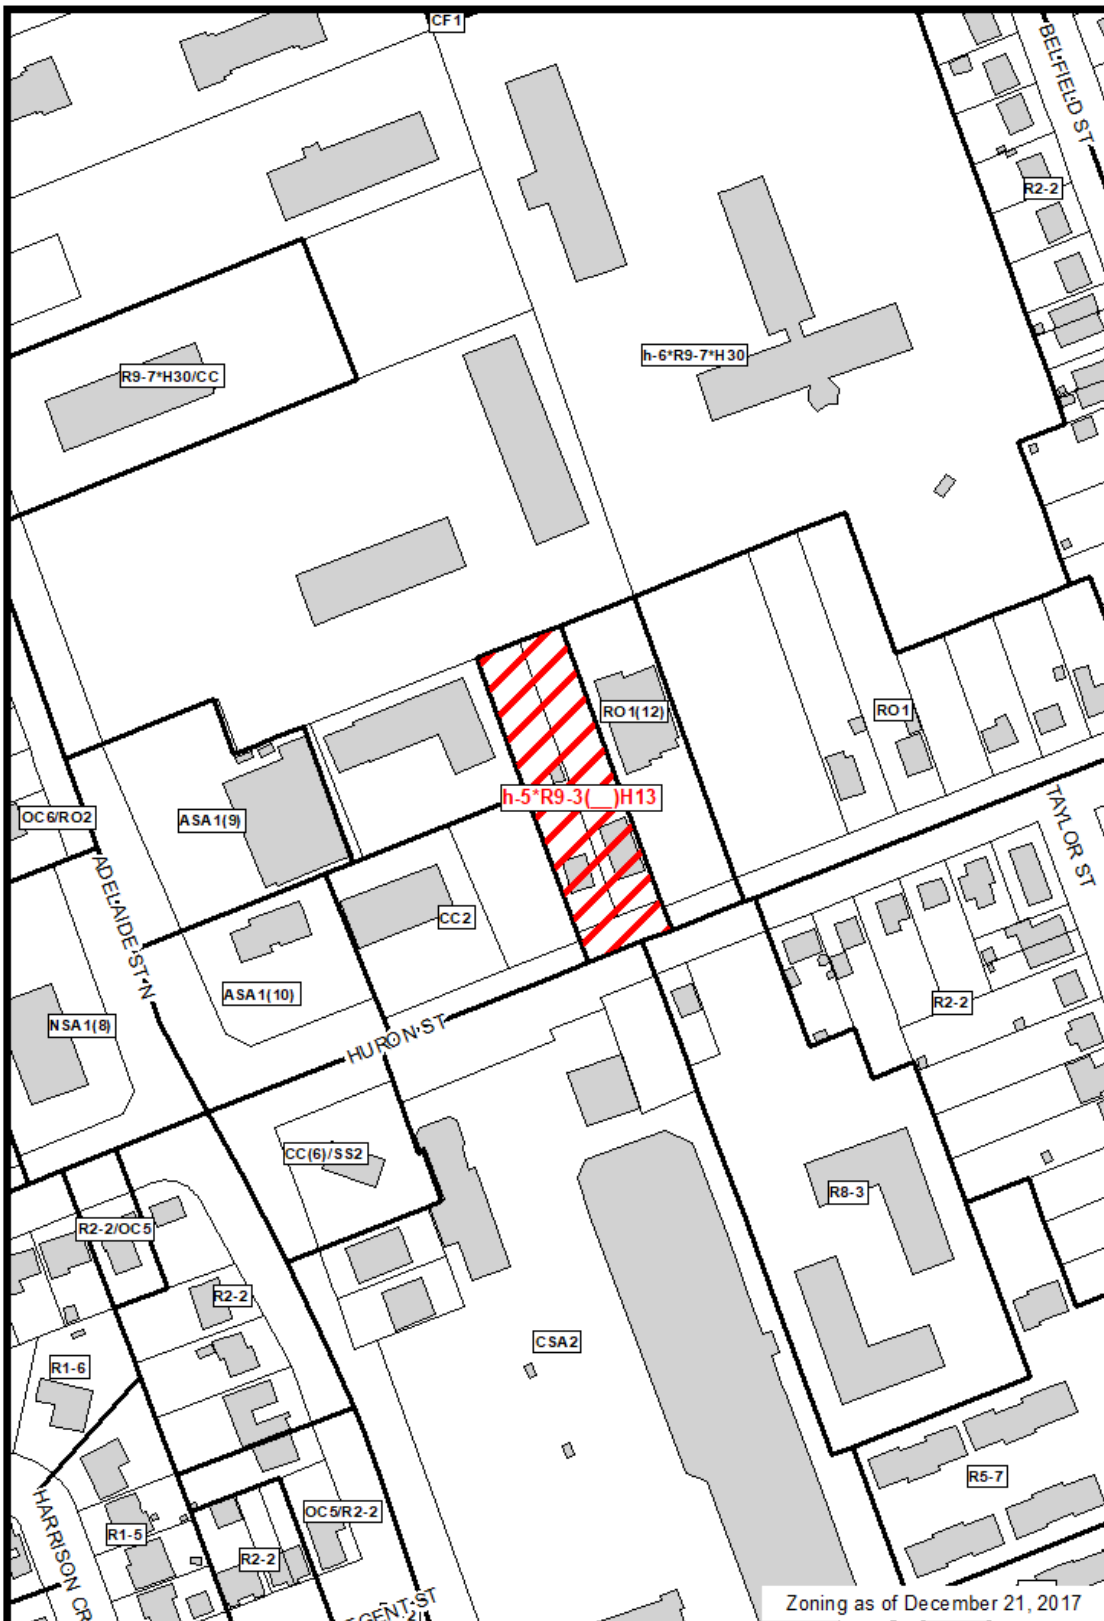 CF1
BELFIELD ST
R2-2
h-6*R9-7*H30
R9-7*H30/CC
RO1(12)
RO1
h-5*R9-3(__)H13
OC6/RO2
ASA1(9)
TAYLOR ST
ADELAIDE ST N
CC2
ASA1(10)
R2-2
NSA1(8)
HURON ST
CC(6)/SS2
R8-3
R2-2/OC5
R2-2
CSA2
R1-6
R5-7
OC5/R2-2
HARRISON CR
R1-5
R2-2
GENT ST
Zoning as of December 21, 2017